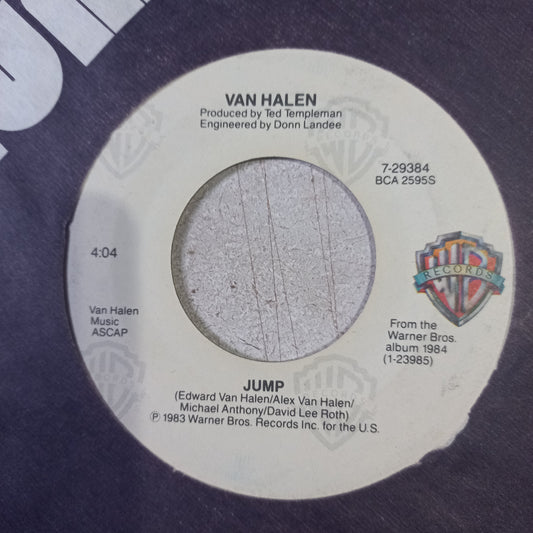 VAN HALEN
Produced by Ted Templeman
Engineered by Donn Landee
7-29384
BCA 2595S
4:04
RECORDS
Van Halen
Music
ASCAP
From the
Warner Bros.
album 1984
(1-23985)
JUMP
(Edward Van Halen/Alex Van Halen/
Michael Anthony/David Lee Roth)
℗ 1983 Warner Bros. Records Inc. for the U.S.